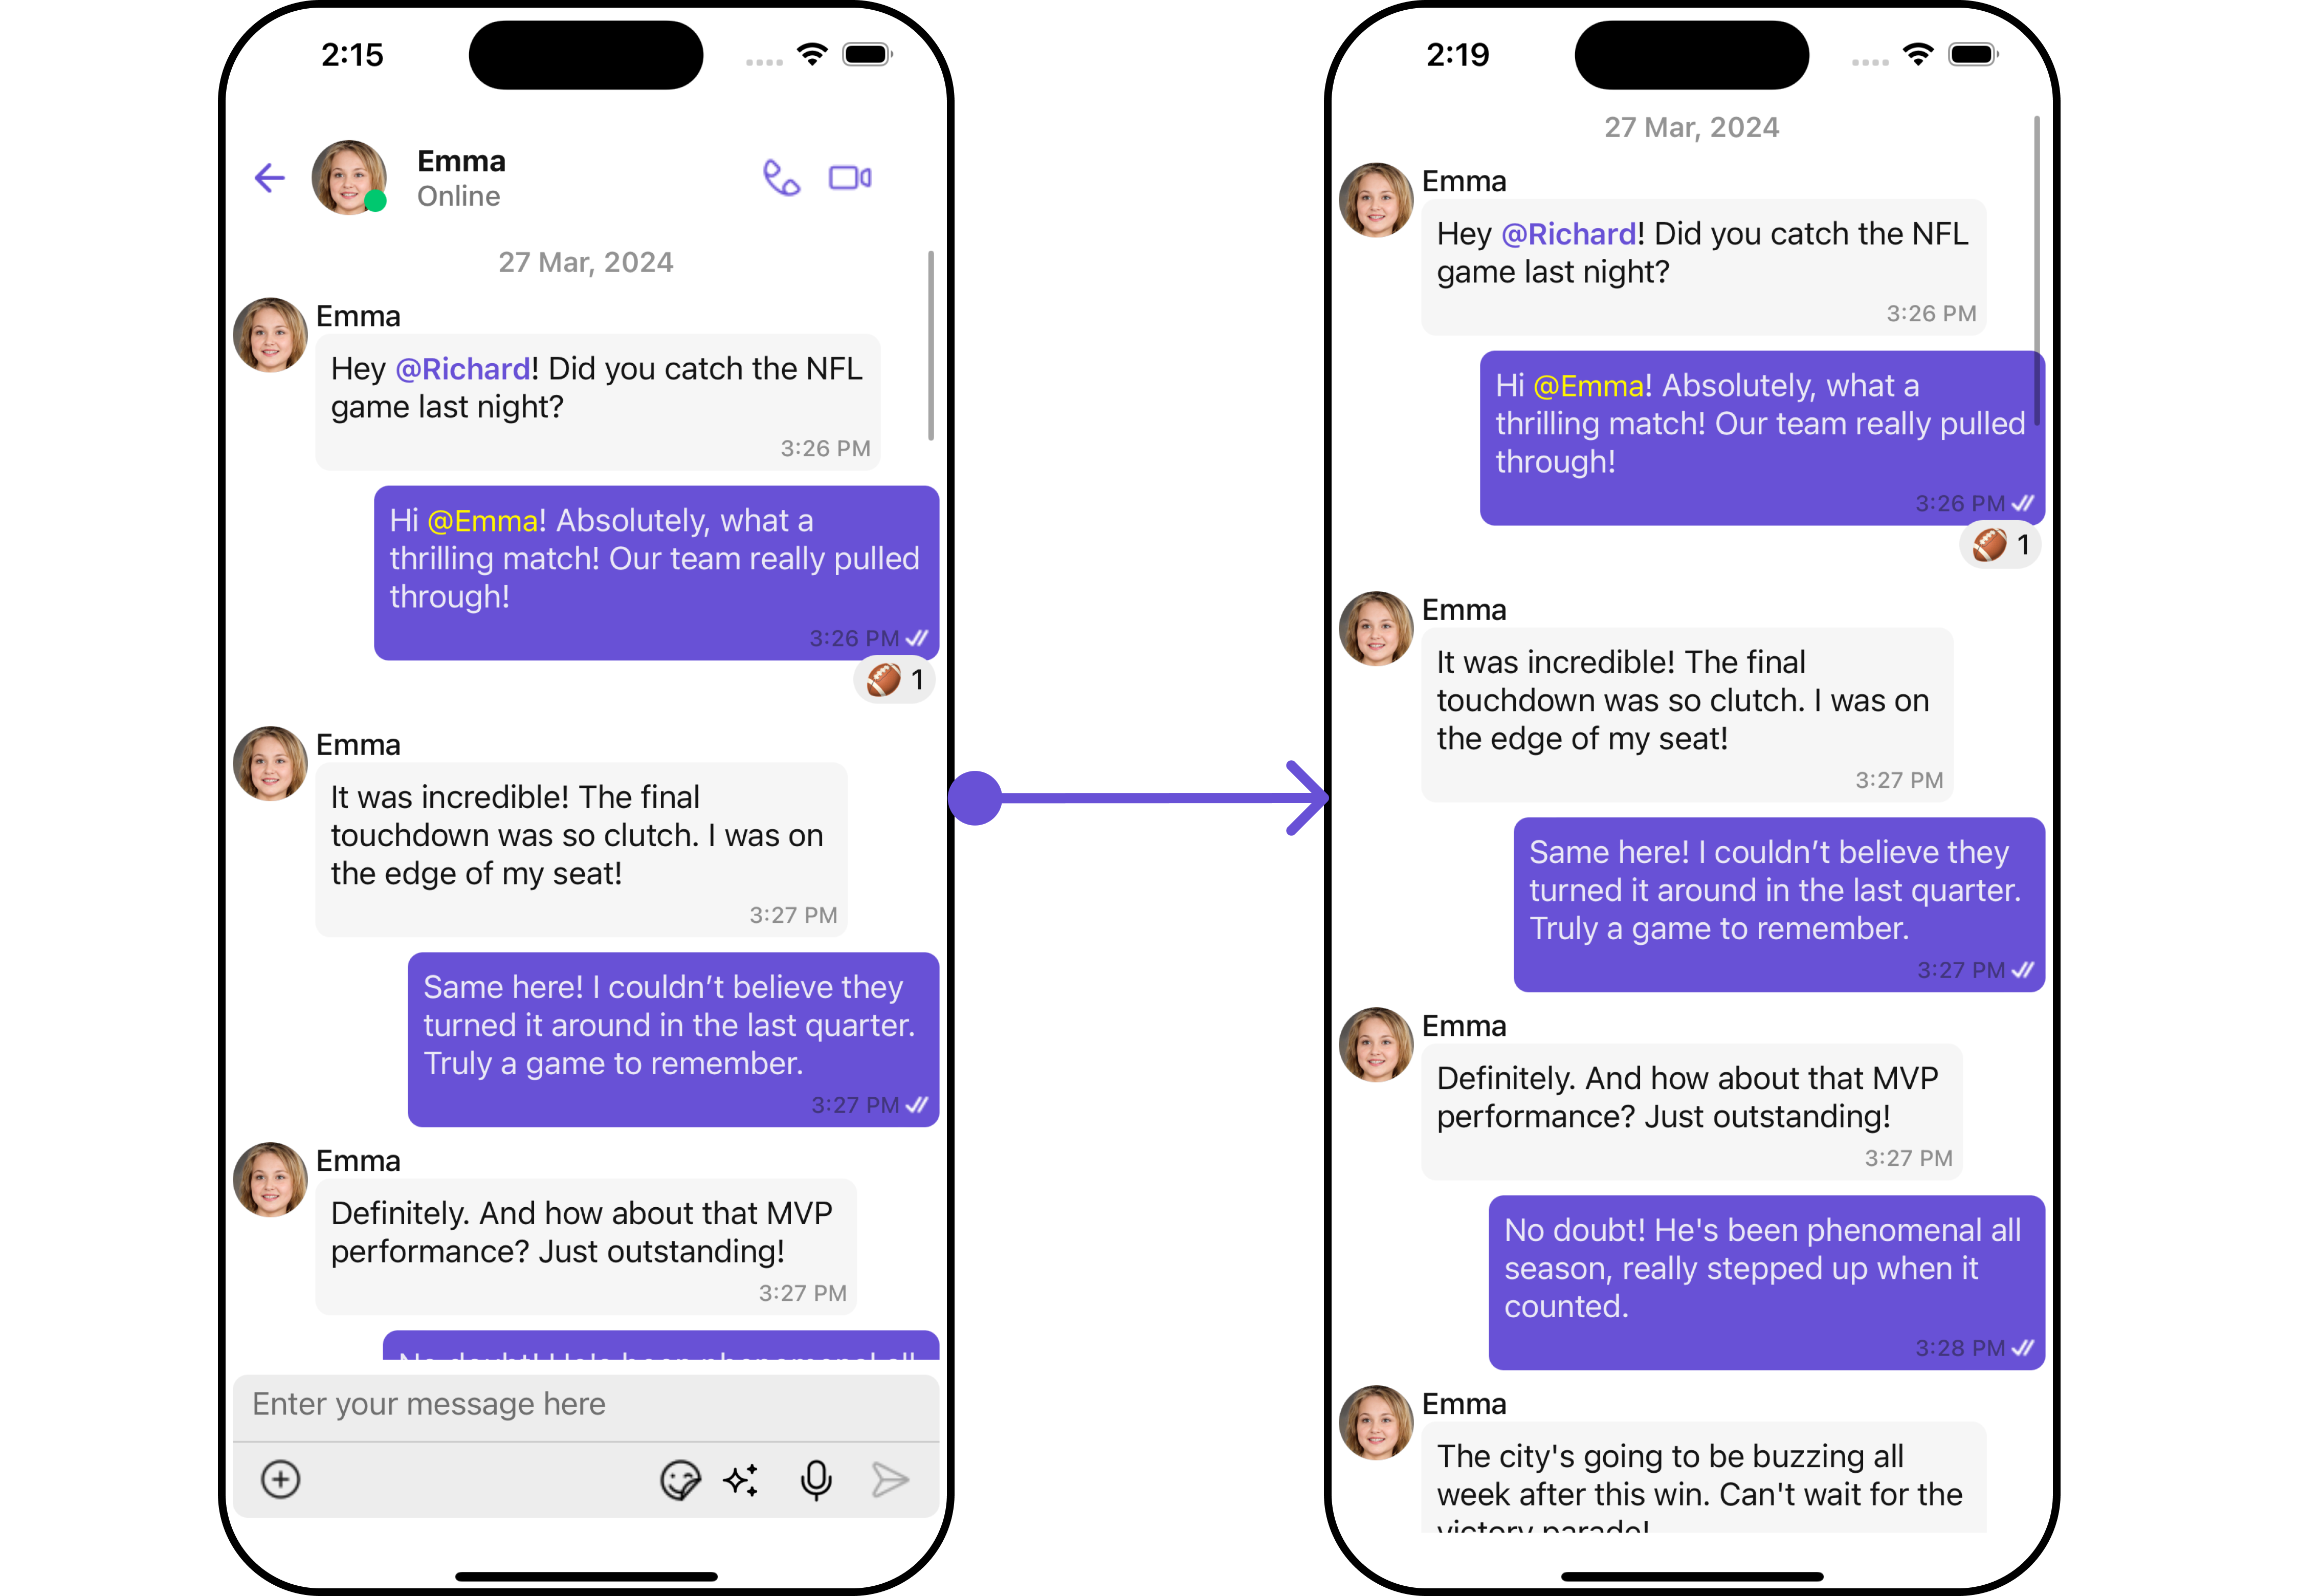 2:15
Emma
Online
27 Mar, 2024
Emma
Hey @Richard! Did you catch the NFL
game last night?
3:26 PM
Hi @Emma! Absolutely, what a
thrilling match! Our team really pulled
through!
3:26 PM
1
Emma
It was incredible! The final
touchdown was so clutch. I was on
the edge of my seat!
3:27 PM
Same here! I couldn’t believe they
turned it around in the last quarter.
Truly a game to remember.
3:27 PM
Emma
Definitely. And how about that MVP
performance? Just outstanding!
3:27 PM
No doubt! He's been phenomenal all
Enter your message here
2:19
27 Mar, 2024
Emma
Hey @Richard! Did you catch the NFL
game last night?
3:26 PM
Hi @Emma! Absolutely, what a
thrilling match! Our team really pulled
through!
3:26 PM
1
Emma
It was incredible! The final
touchdown was so clutch. I was on
the edge of my seat!
3:27 PM
Same here! I couldn’t believe they
turned it around in the last quarter.
Truly a game to remember.
3:27 PM
Emma
Definitely. And how about that MVP
performance? Just outstanding!
3:27 PM
No doubt! He's been phenomenal all
season, really stepped up when it
counted.
3:28 PM
Emma
The city's going to be buzzing all
week after this win. Can't wait for the
victory parade!